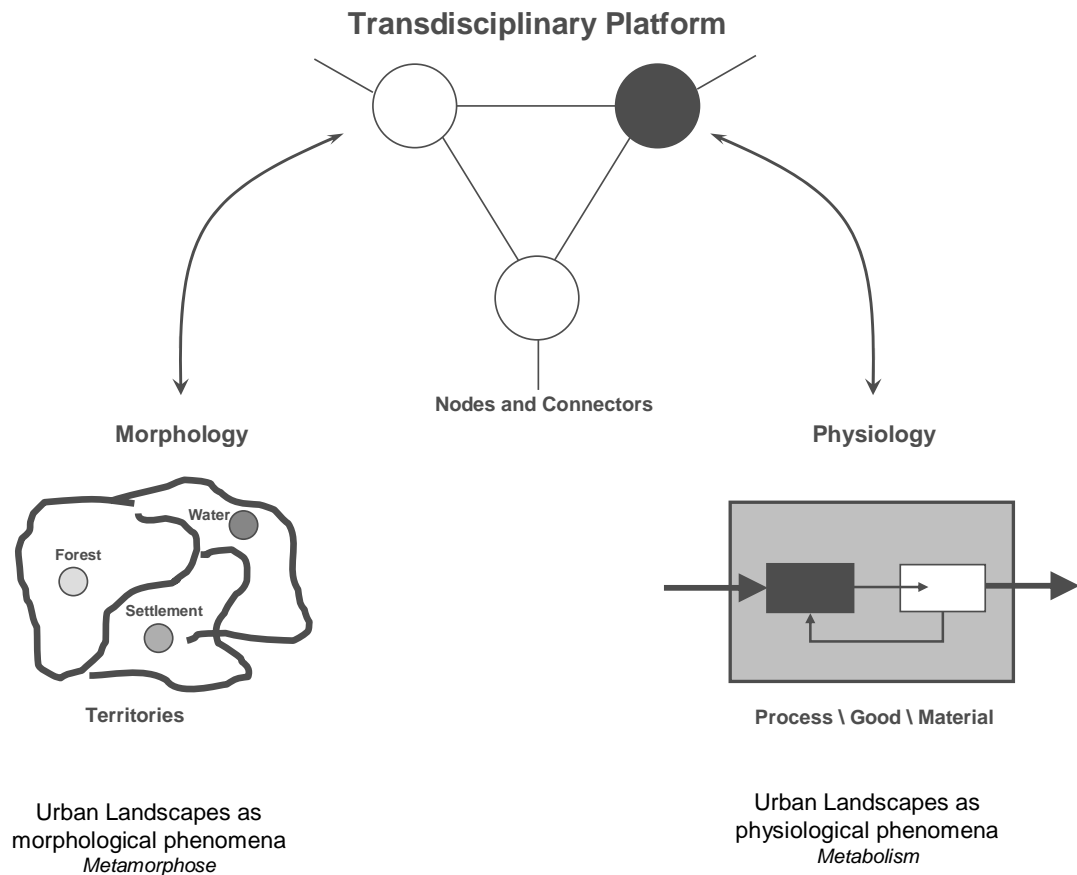 Transdisciplinary Platform
Nodes and Connectors
Morphology
Physiology
Water
Forest
Settlement
Territories
Process \ Good \ Material
Urban Landscapes as
morphological phenomena
Metamorphose
Urban Landscapes as
physiological phenomena
Metabolism